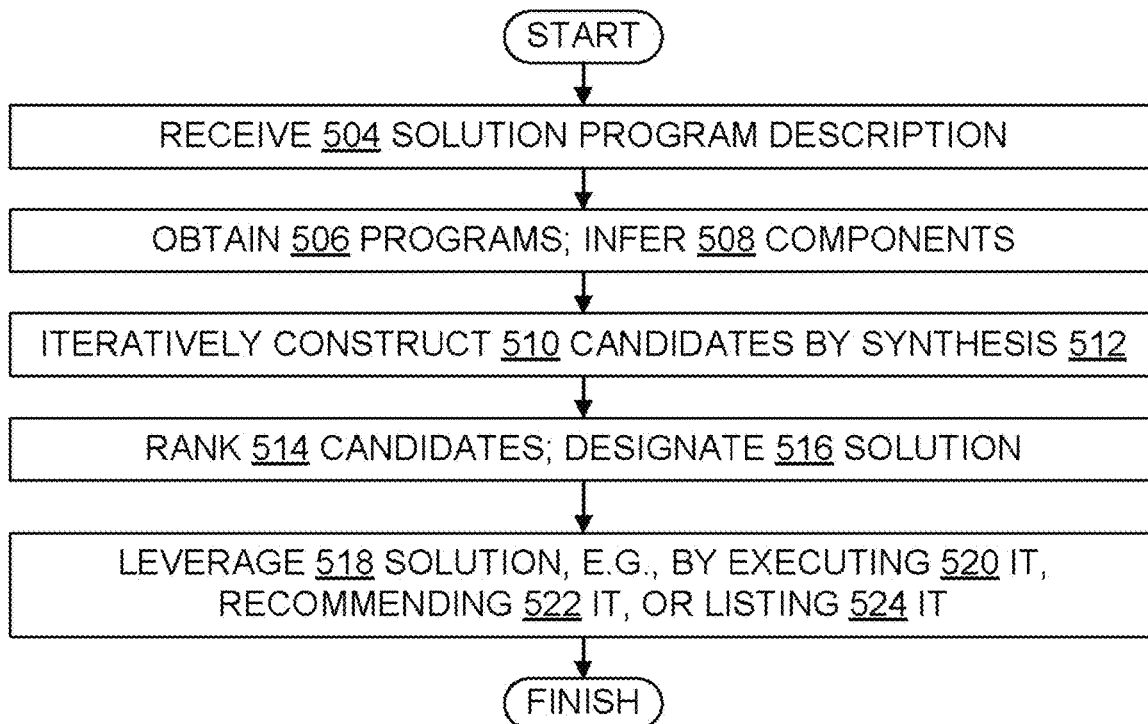 START
RECEIVE 504 SOLUTION PROGRAM DESCRIPTION
OBTAIN 506 PROGRAMS; INFER 508 COMPONENTS
ITERATIVELY CONSTRUCT 510 CANDIDATES BY SYNTHESIS 512
RANK 514 CANDIDATES; DESIGNATE 516 SOLUTION
LEVERAGE 518 SOLUTION, E.G., BY EXECUTING 520 IT,
RECOMMENDING 522 IT, OR LISTING 524 IT
FINISH